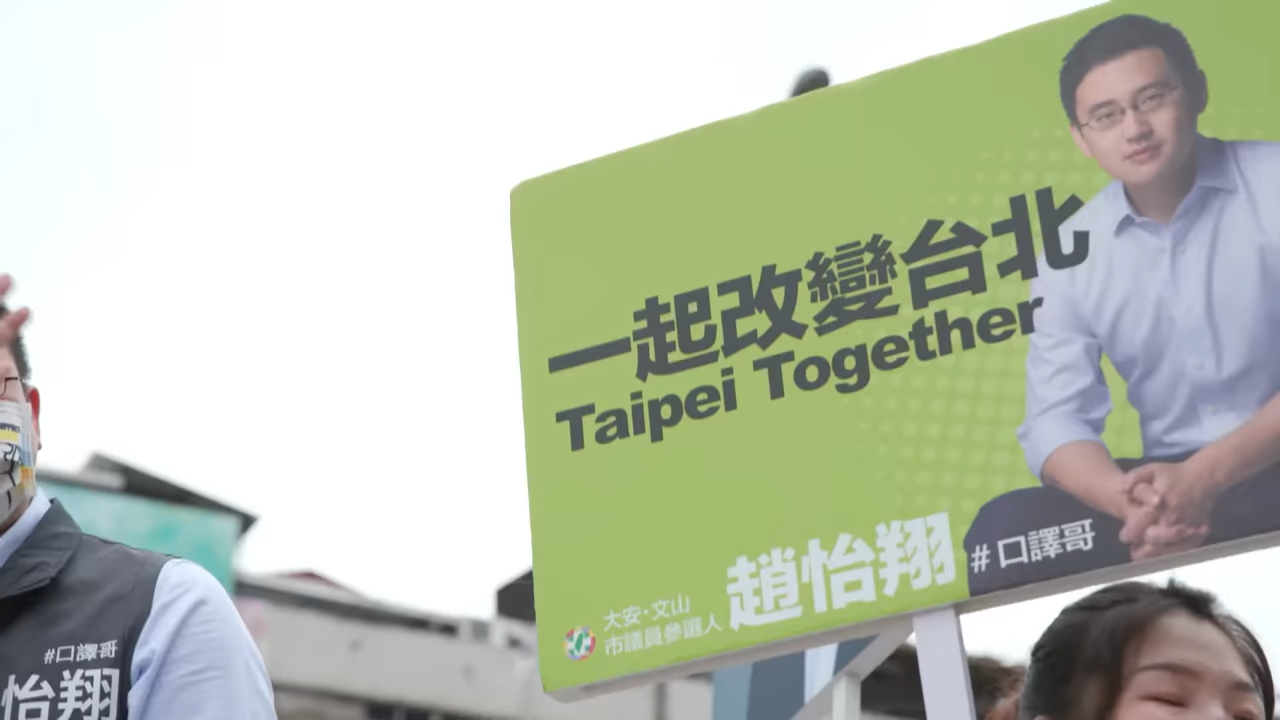 一起改變台北
Taipei Together
大安·文山
市議員參選人
趙怡翔
#口譯哥
#口譯哥
怡翔